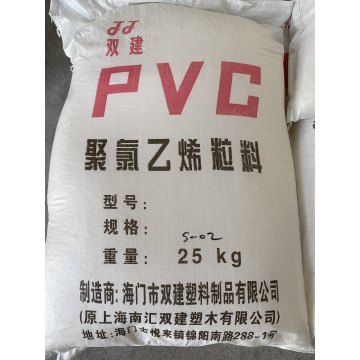 JJ
双建
PVC
聚氯乙烯粒料
型号:
规格: S-02
重量: 25 kg
制造商: 海门市双建塑料制品有限公司
(原上海南汇双建塑木有限公司)
地址: 海门市悦来镇锦阳南路288-1号